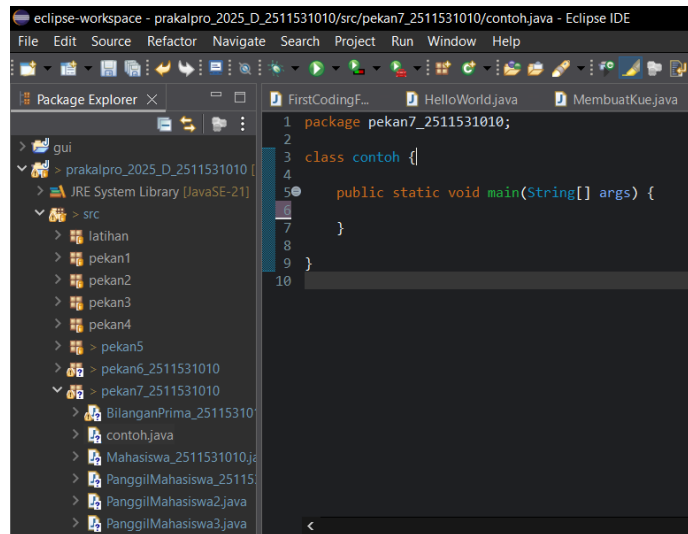 eclipse-workspace - prakalpro_2025_D_2511531010/src/pekan7_2511531010/contoh.java - Eclipse IDE
File Edit Source Refactor Navigate Search Project Run Window Help
Package Explorer
gui
> prakalpro_2025_D_2511531010 [
JRE System Library [JavaSE-21]
> src
latihan
pekan1
pekan2
pekan3
pekan4
> pekan5
> pekan6_2511531010
> pekan7_2511531010
BilanganPrima_25115310
contoh.java
Mahasiswa_2511531010.ja
PanggilMahasiswa_25115
PanggilMahasiswa2.java
PanggilMahasiswa3.java
FirstCodingF... HelloWorld.java MembuatKue.java
1 package pekan7_2511531010;
2
3 class contoh {
4
5 public static void main(String[] args) {
6
7 }
8
9 }
10